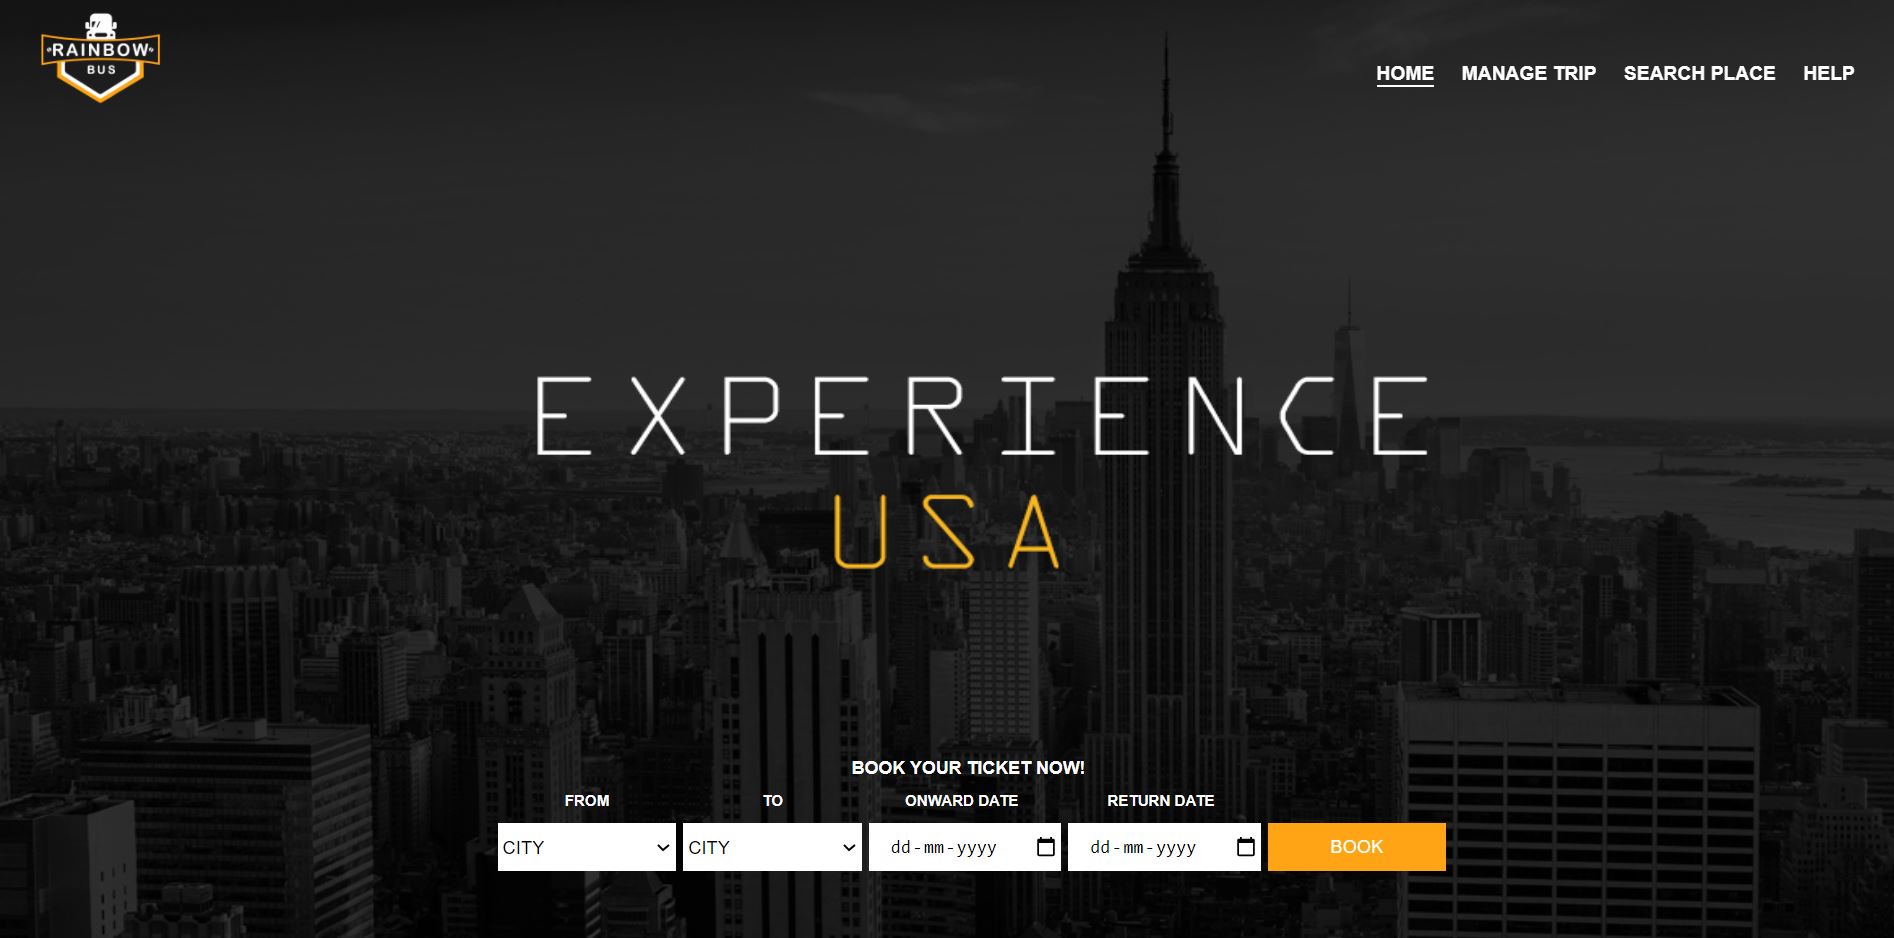 RAINBOW
BUS
HOME MANAGE TRIP SEARCH PLACE HELP
EXPERIENCE
USA
BOOK YOUR TICKET NOW!
FROM TO ONWARD DATE RETURN DATE
CITY CITY dd-mm-yyyy dd-mm-yyyy BOOK